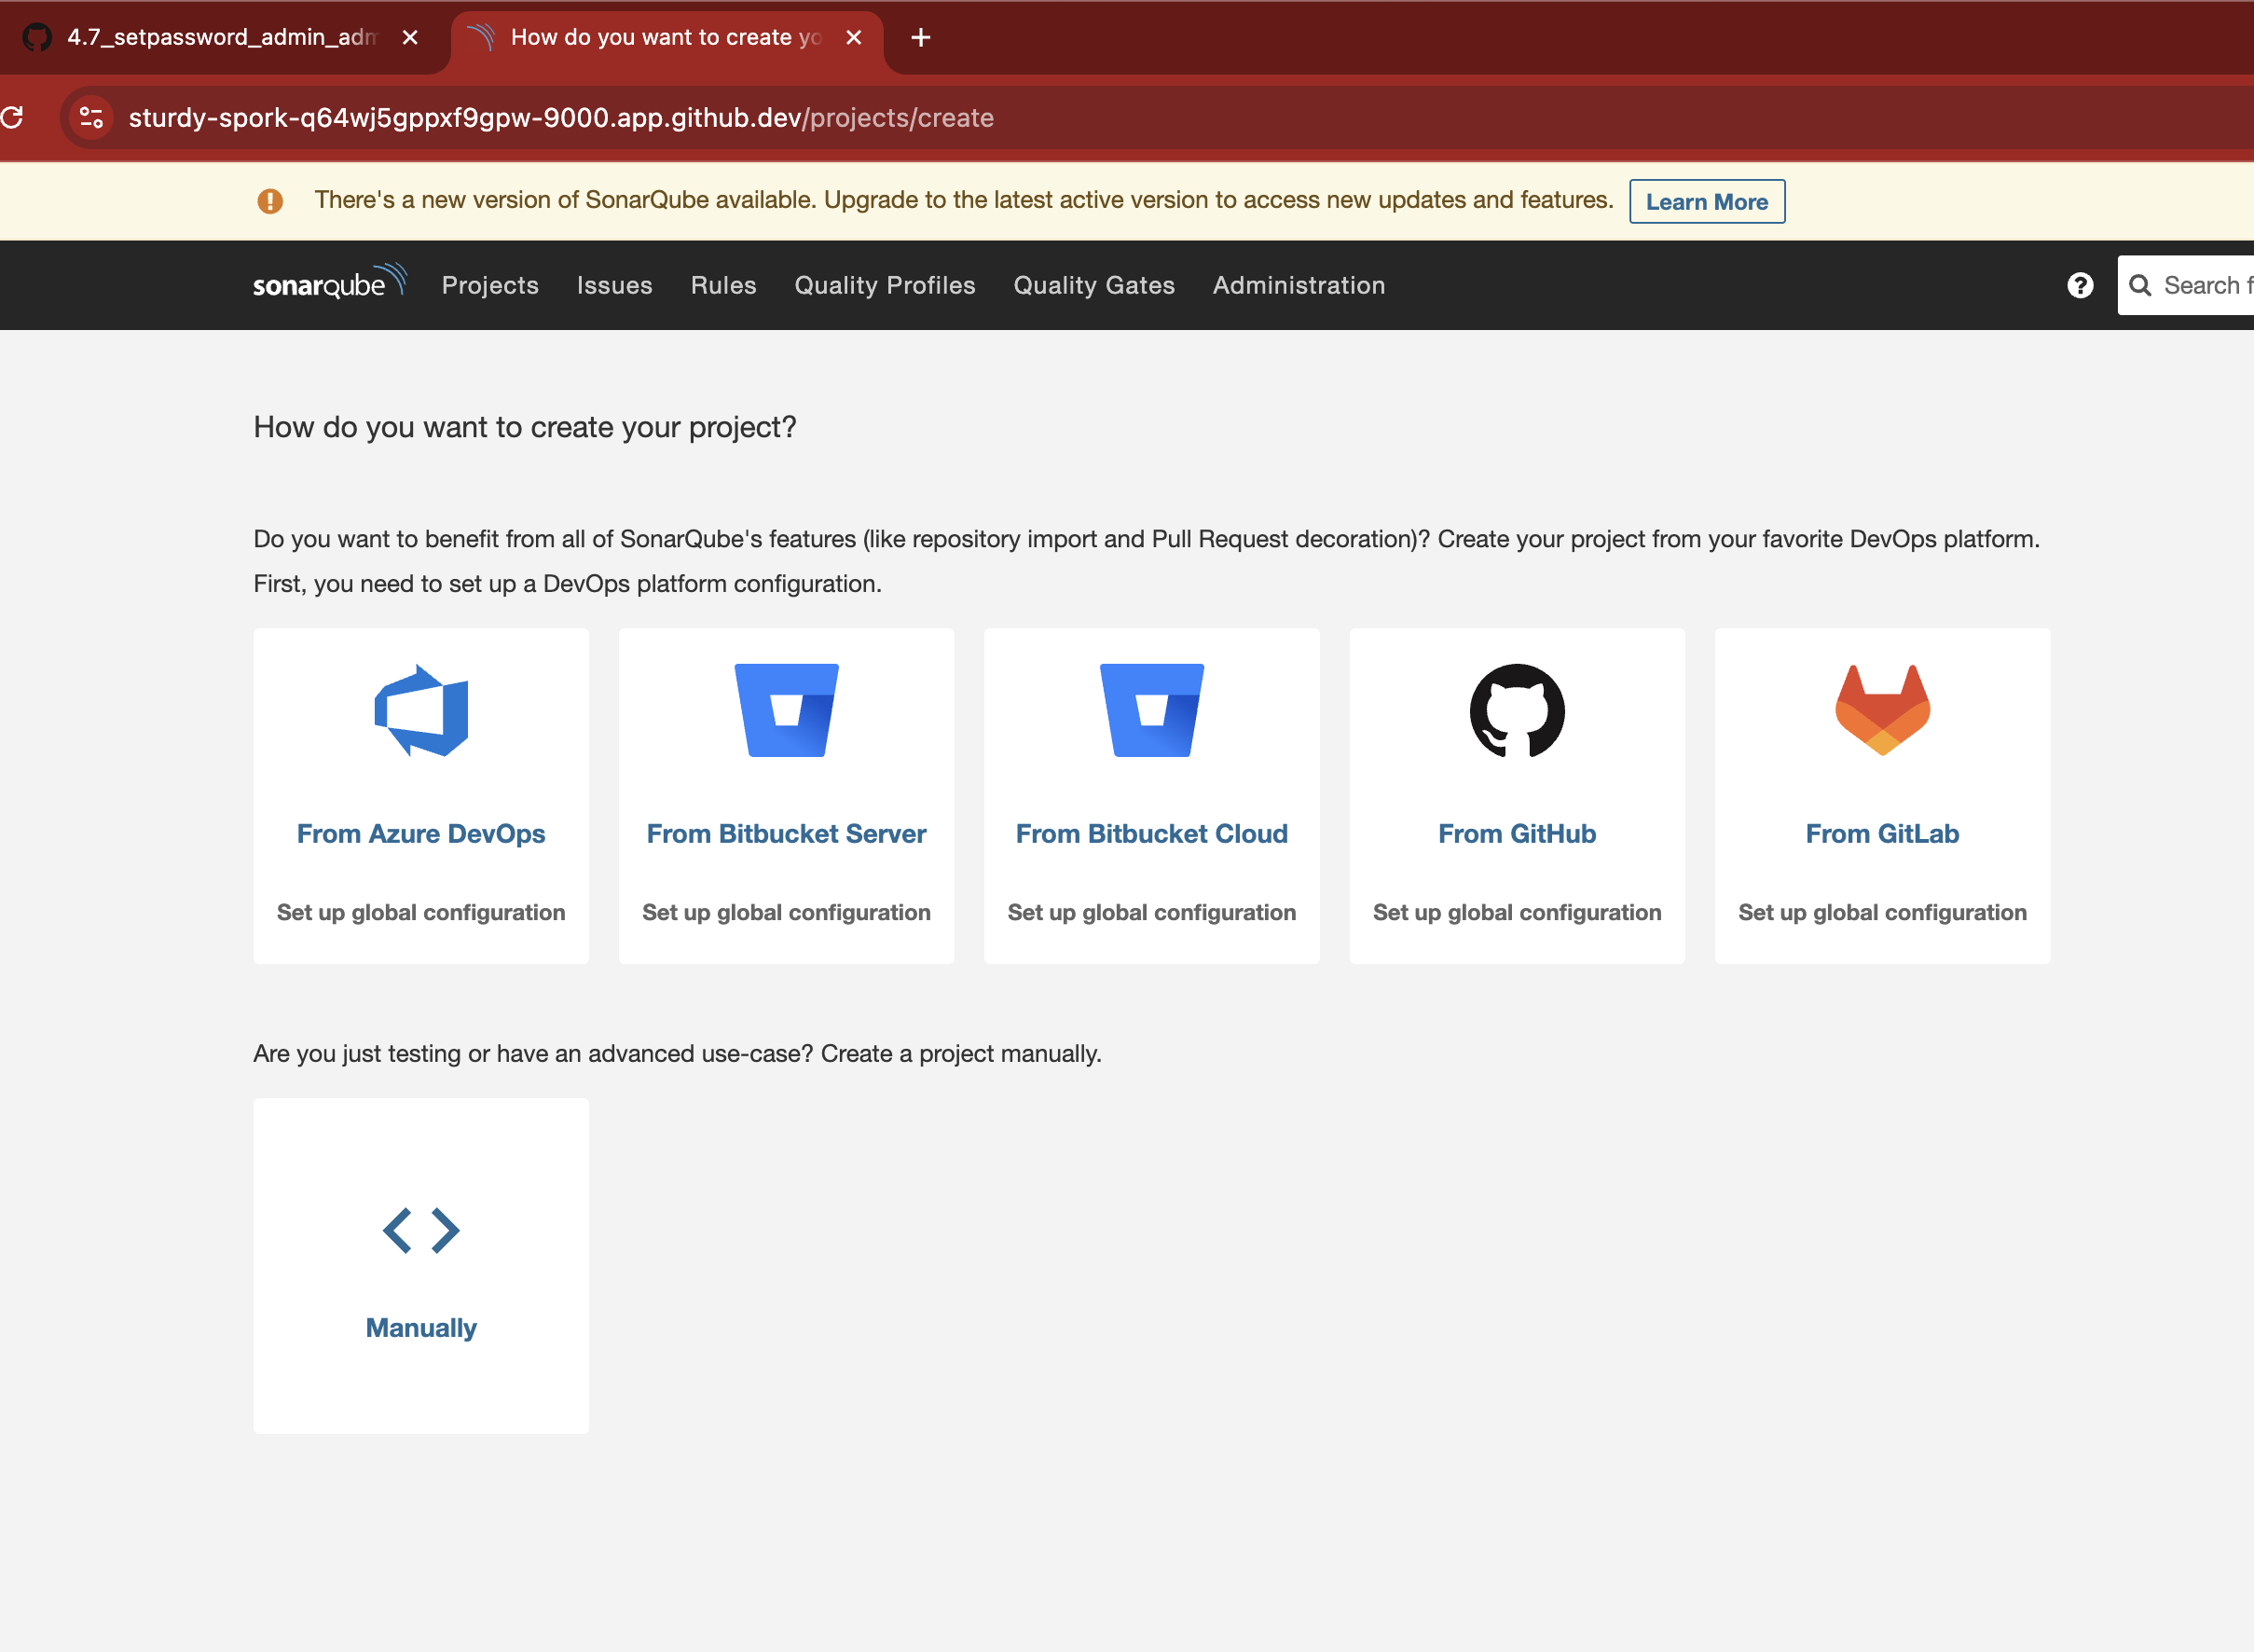 4.7_setpassword_admin_adm
How do you want to create yo
sturdy-spork-q64wj5gppxf9gpw-9000.app.github.dev/projects/create
There's a new version of SonarQube available. Upgrade to the latest active version to access new updates and features. Learn More
sonarqube Projects Issues Rules Quality Profiles Quality Gates Administration ? Search f
How do you want to create your project?
Do you want to benefit from all of SonarQube's features (like repository import and Pull Request decoration)? Create your project from your favorite DevOps platform.
First, you need to set up a DevOps platform configuration.
From Azure DevOps From Bitbucket Server From Bitbucket Cloud From GitHub From GitLab
Set up global configuration Set up global configuration Set up global configuration Set up global configuration Set up global configuration
Are you just testing or have an advanced use-case? Create a project manually.
Manually